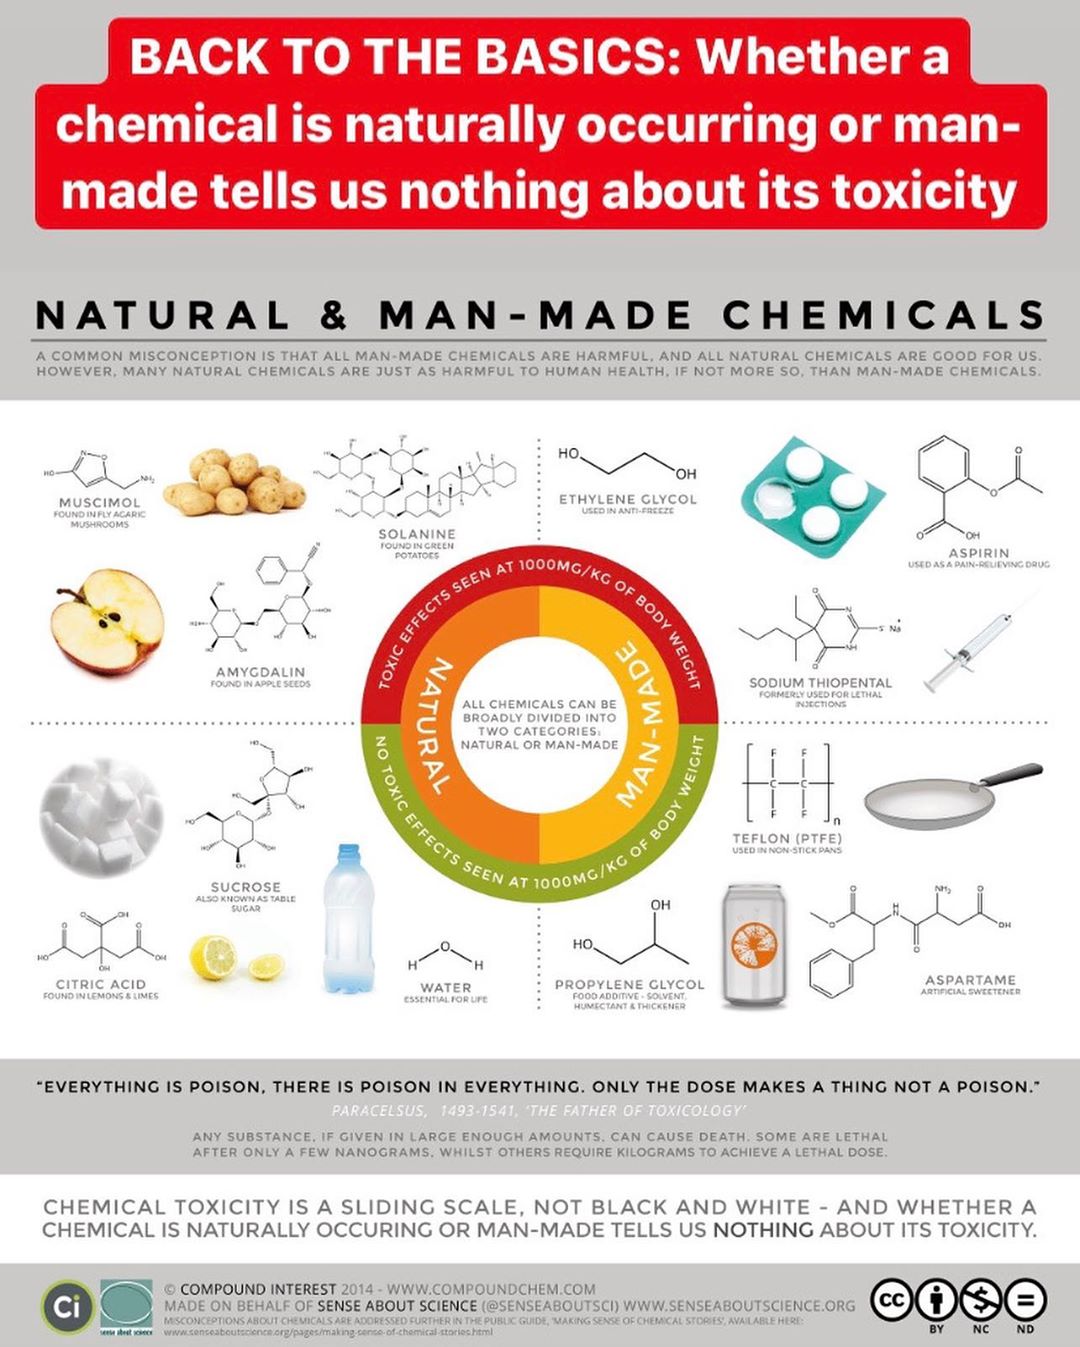 BACK TO THE BASICS: Whether a
chemical is naturally occurring or man-
made tells us nothing about its toxicity
NATURAL & MAN-MADE CHEMICALS
A COMMON MISCONCEPTION IS THAT ALL MAN-MADE CHEMICALS ARE HARMFUL, AND ALL NATURAL CHEMICALS ARE GOOD FOR US.
HOWEVER, MANY NATURAL CHEMICALS ARE JUST AS HARMFUL TO HUMAN HEALTH, IF NOT MORE SO, THAN MAN-MADE CHEMICALS.
MUSCIMOL
FOUND IN FLY AGARIC
MUSHROOMS
SOLANINE
FOUND IN GREEN
POTATOES
HO
OH
ETHYLENE GLYCOL
USED IN ANTI-FREEZE
ASPIRIN
USED AS A PAIN-RELIEVING DRUG
AMYGDALIN
FOUND IN APPLE SEEDS
SODIUM THIOPENTAL
FORMERLY USED FOR LETHAL
INJECTIONS
TOXIC EFFECTS SEEN AT 1000MG/KG OF BODY WEIGHT
NATURAL
MAN-MADE
ALL CHEMICALS CAN BE
BROADLY DIVIDED INTO
TWO CATEGORIES:
NATURAL OR MAN-MADE
NO TOXIC EFFECTS SEEN AT 1000MG/KG OF BODY WEIGHT
SUCROSE
ALSO KNOWN AS TABLE
SUGAR
F F
C C
F F
n
TEFLON (PTFE)
USED IN NON-STICK PANS
CITRIC ACID
FOUND IN LEMONS & LIMES
O
H H
WATER
ESSENTIAL FOR LIFE
OH
HO
PROPYLENE GLYCOL
FOOD ADDITIVE - SOLVENT,
HUMECTANT & THICKENER
ASPARTAME
ARTIFICIAL SWEETENER
"EVERYTHING IS POISON, THERE IS POISON IN EVERYTHING. ONLY THE DOSE MAKES A THING NOT A POISON."
PARACELSUS, 1493-1541, 'THE FATHER OF TOXICOLOGY'
ANY SUBSTANCE, IF GIVEN IN LARGE ENOUGH AMOUNTS, CAN CAUSE DEATH. SOME ARE LETHAL
AFTER ONLY A FEW NANOGRAMS, WHILST OTHERS REQUIRE KILOGRAMS TO ACHIEVE A LETHAL DOSE.
CHEMICAL TOXICITY IS A SLIDING SCALE, NOT BLACK AND WHITE - AND WHETHER A
CHEMICAL IS NATURALLY OCCURING OR MAN-MADE TELLS US NOTHING ABOUT ITS TOXICITY.
Ci
sense about science
© COMPOUND INTEREST 2014 - WWW.COMPOUNDCHEM.COM
MADE ON BEHALF OF SENSE ABOUT SCIENCE (@SENSEABOUTSCI) WWW.SENSEABOUTSCIENCE.ORG
MISCONCEPTIONS ABOUT CHEMICALS ARE ADDRESSED FURTHER IN THE PUBLIC GUIDE, 'MAKING SENSE OF CHEMICAL STORIES', AVAILABLE HERE:
www.senseaboutscience.org/pages/making-sense-of-chemical-stories.html
cc
BY NC ND